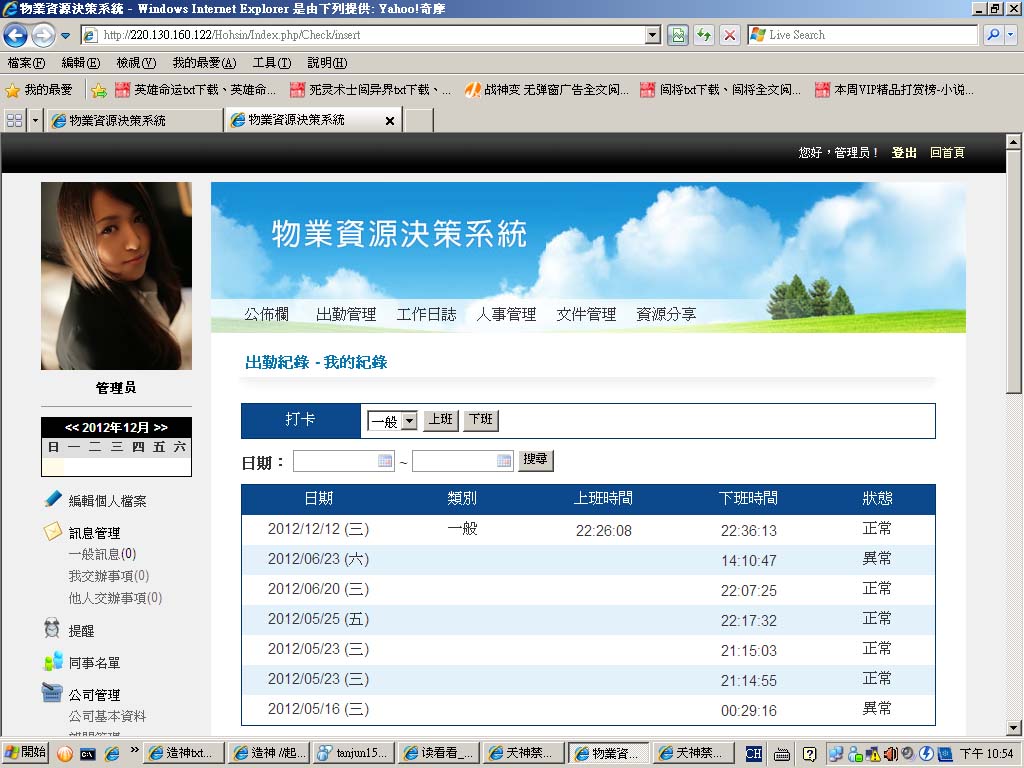 物業資源決策系統 - Windows Internet Explorer 是由下列提供: Yahoo!奇摩
http://220.130.160.122/Hohsin/Index.php/Check/insert
Live Search
檔案(F) 編輯(E) 檢視(V) 我的最愛(A) 工具(T) 說明(H)
我的最愛 英雄命运txt下载、英雄命... 死灵术士闯异界txt下载、... 战神变 无弹窗广告全文阅... 阎将txt下载、阎将全文阅... 本周VIP精品打赏榜-小说...
物業資源決策系統 物業資源決策系統
您好，管理员！ 登出 回首頁
物業資源決策系統
公佈欄 出勤管理 工作日誌 人事管理 文件管理 資源分享
管理员
<< 2012年12月 >>
日 一 二 三 四 五 六
編輯個人檔案
訊息管理
一般訊息(0)
我交辦事項(0)
他人交辦事項(0)
提醒
同事名單
公司管理
公司基本資料
出勤紀錄 - 我的紀錄
打卡 一般 上班 下班
日期： ~ 搜尋
日期 類別 上班時間 下班時間 狀態
2012/12/12 (三) 一般 22:26:08 22:36:13 正常
2012/06/23 (六) 14:10:47 異常
2012/06/20 (三) 22:07:25 正常
2012/05/25 (五) 22:17:32 正常
2012/05/23 (三) 21:15:03 正常
2012/05/23 (三) 21:14:55 正常
2012/05/16 (三) 00:29:16 異常
開始 造神txt... 造神 //起... tanjun15... 读看看_... 天神禁... 物業資... 天神禁... CH 下午 10:54